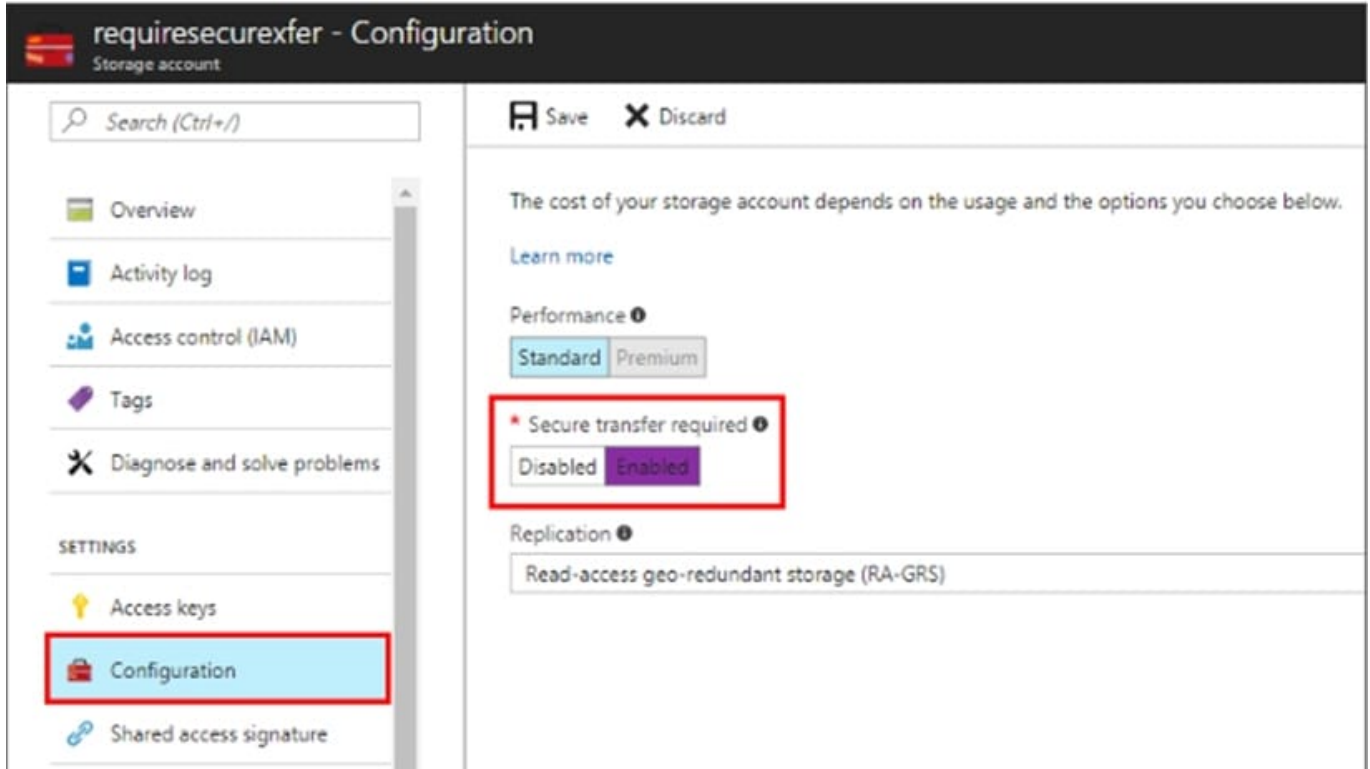 requiresecurexfer - Configuration
Storage account
Search (Ctrl+/)
Overview
Activity log
Access control (IAM)
Tags
Diagnose and solve problems
SETTINGS
Access keys
Configuration
Shared access signature
Save Discard
The cost of your storage account depends on the usage and the options you choose below.
Learn more
Performance
Standard Premium
* Secure transfer required
Disabled Enabled
Replication
Read-access geo-redundant storage (RA-GRS)